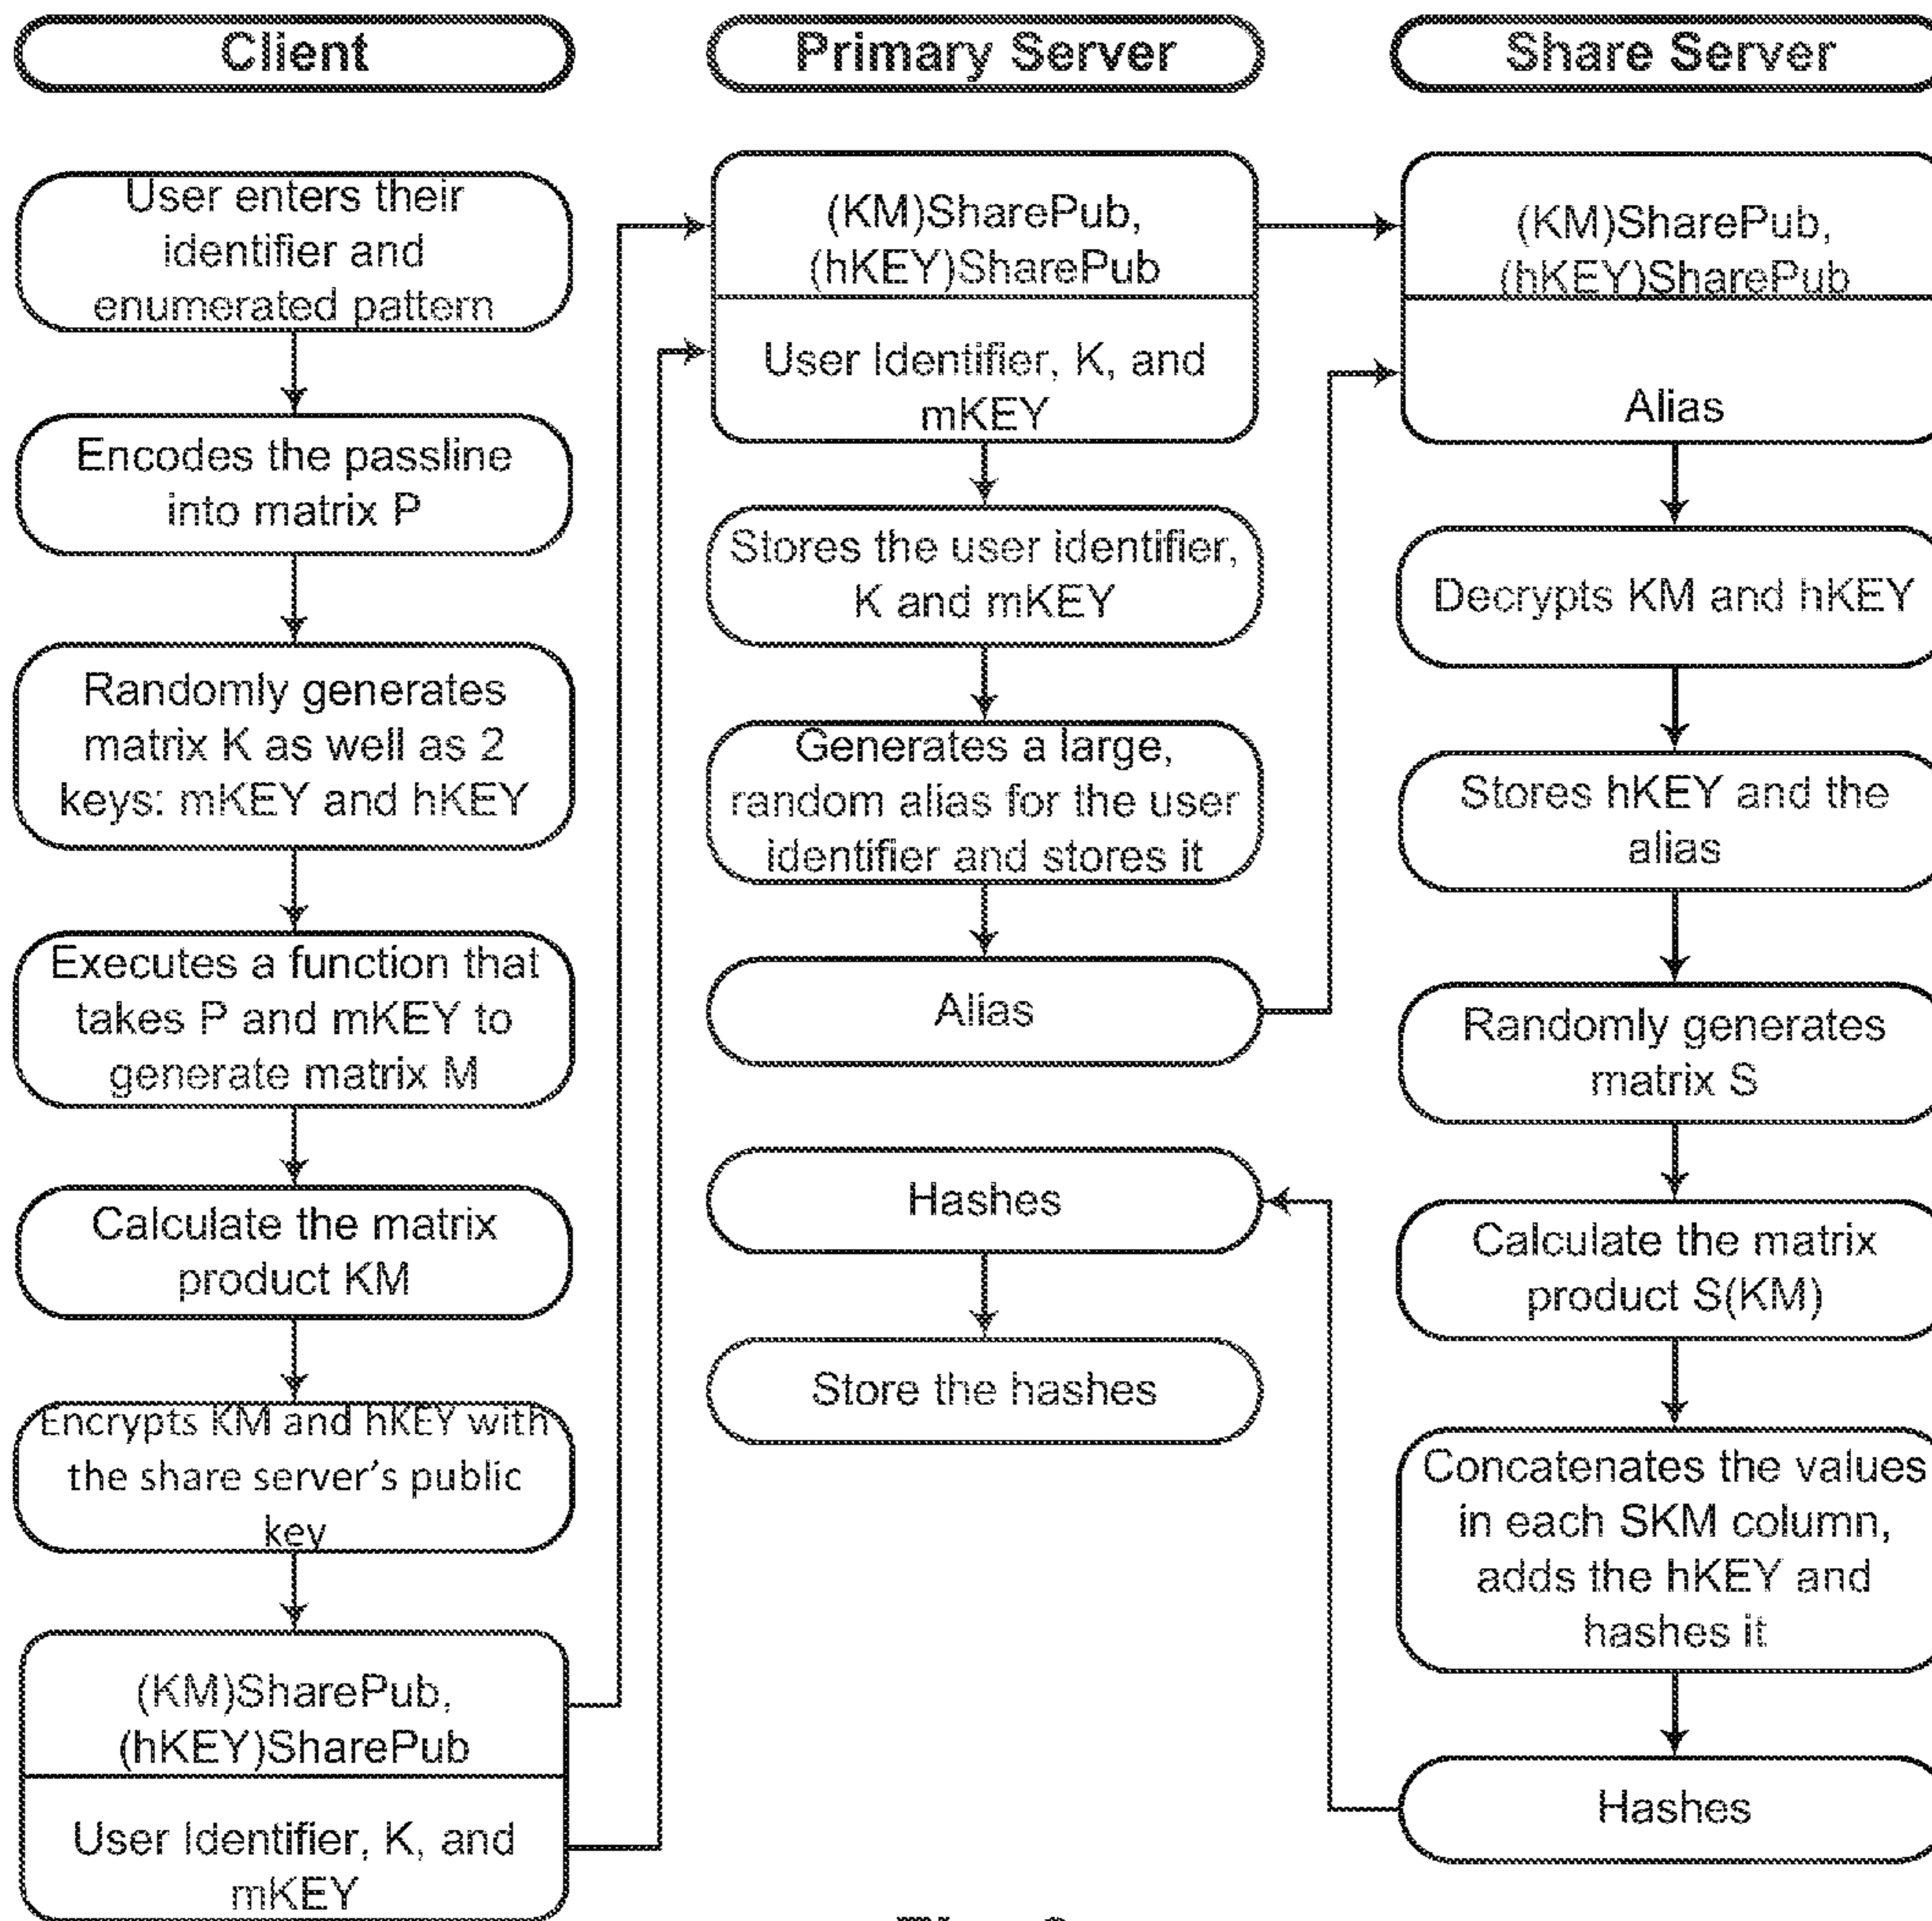 Client
User enters their
identifier and
enumerated pattern
Encodes the passline
into matrix P
Randomly generates
matrix K as well as 2
keys: mKEY and hKEY
Executes a function that
takes P and mKEY to
generate matrix M
Calculate the matrix
product KM
Encrypts KM and hKEY with
the share server's public
key
(KM)SharePub,
(hKEY)SharePub
User Identifier, K, and
mKEY
Primary Server
(KM)SharePub,
(hKEY)SharePub
User Identifier, K, and
mKEY
Stores the user identifier,
K and mKEY
Generates a large,
random alias for the user
identifier and stores it
Alias
Hashes
Store the hashes
Share Server
(KM)SharePub,
(hKEY)SharePub
Alias
Decrypts KM and hKEY
Stores hKEY and the
alias
Randomly generates
matrix S
Calculate the matrix
product S(KM)
Concatenates the values
in each SKM column,
adds the hKEY and
hashes it
Hashes